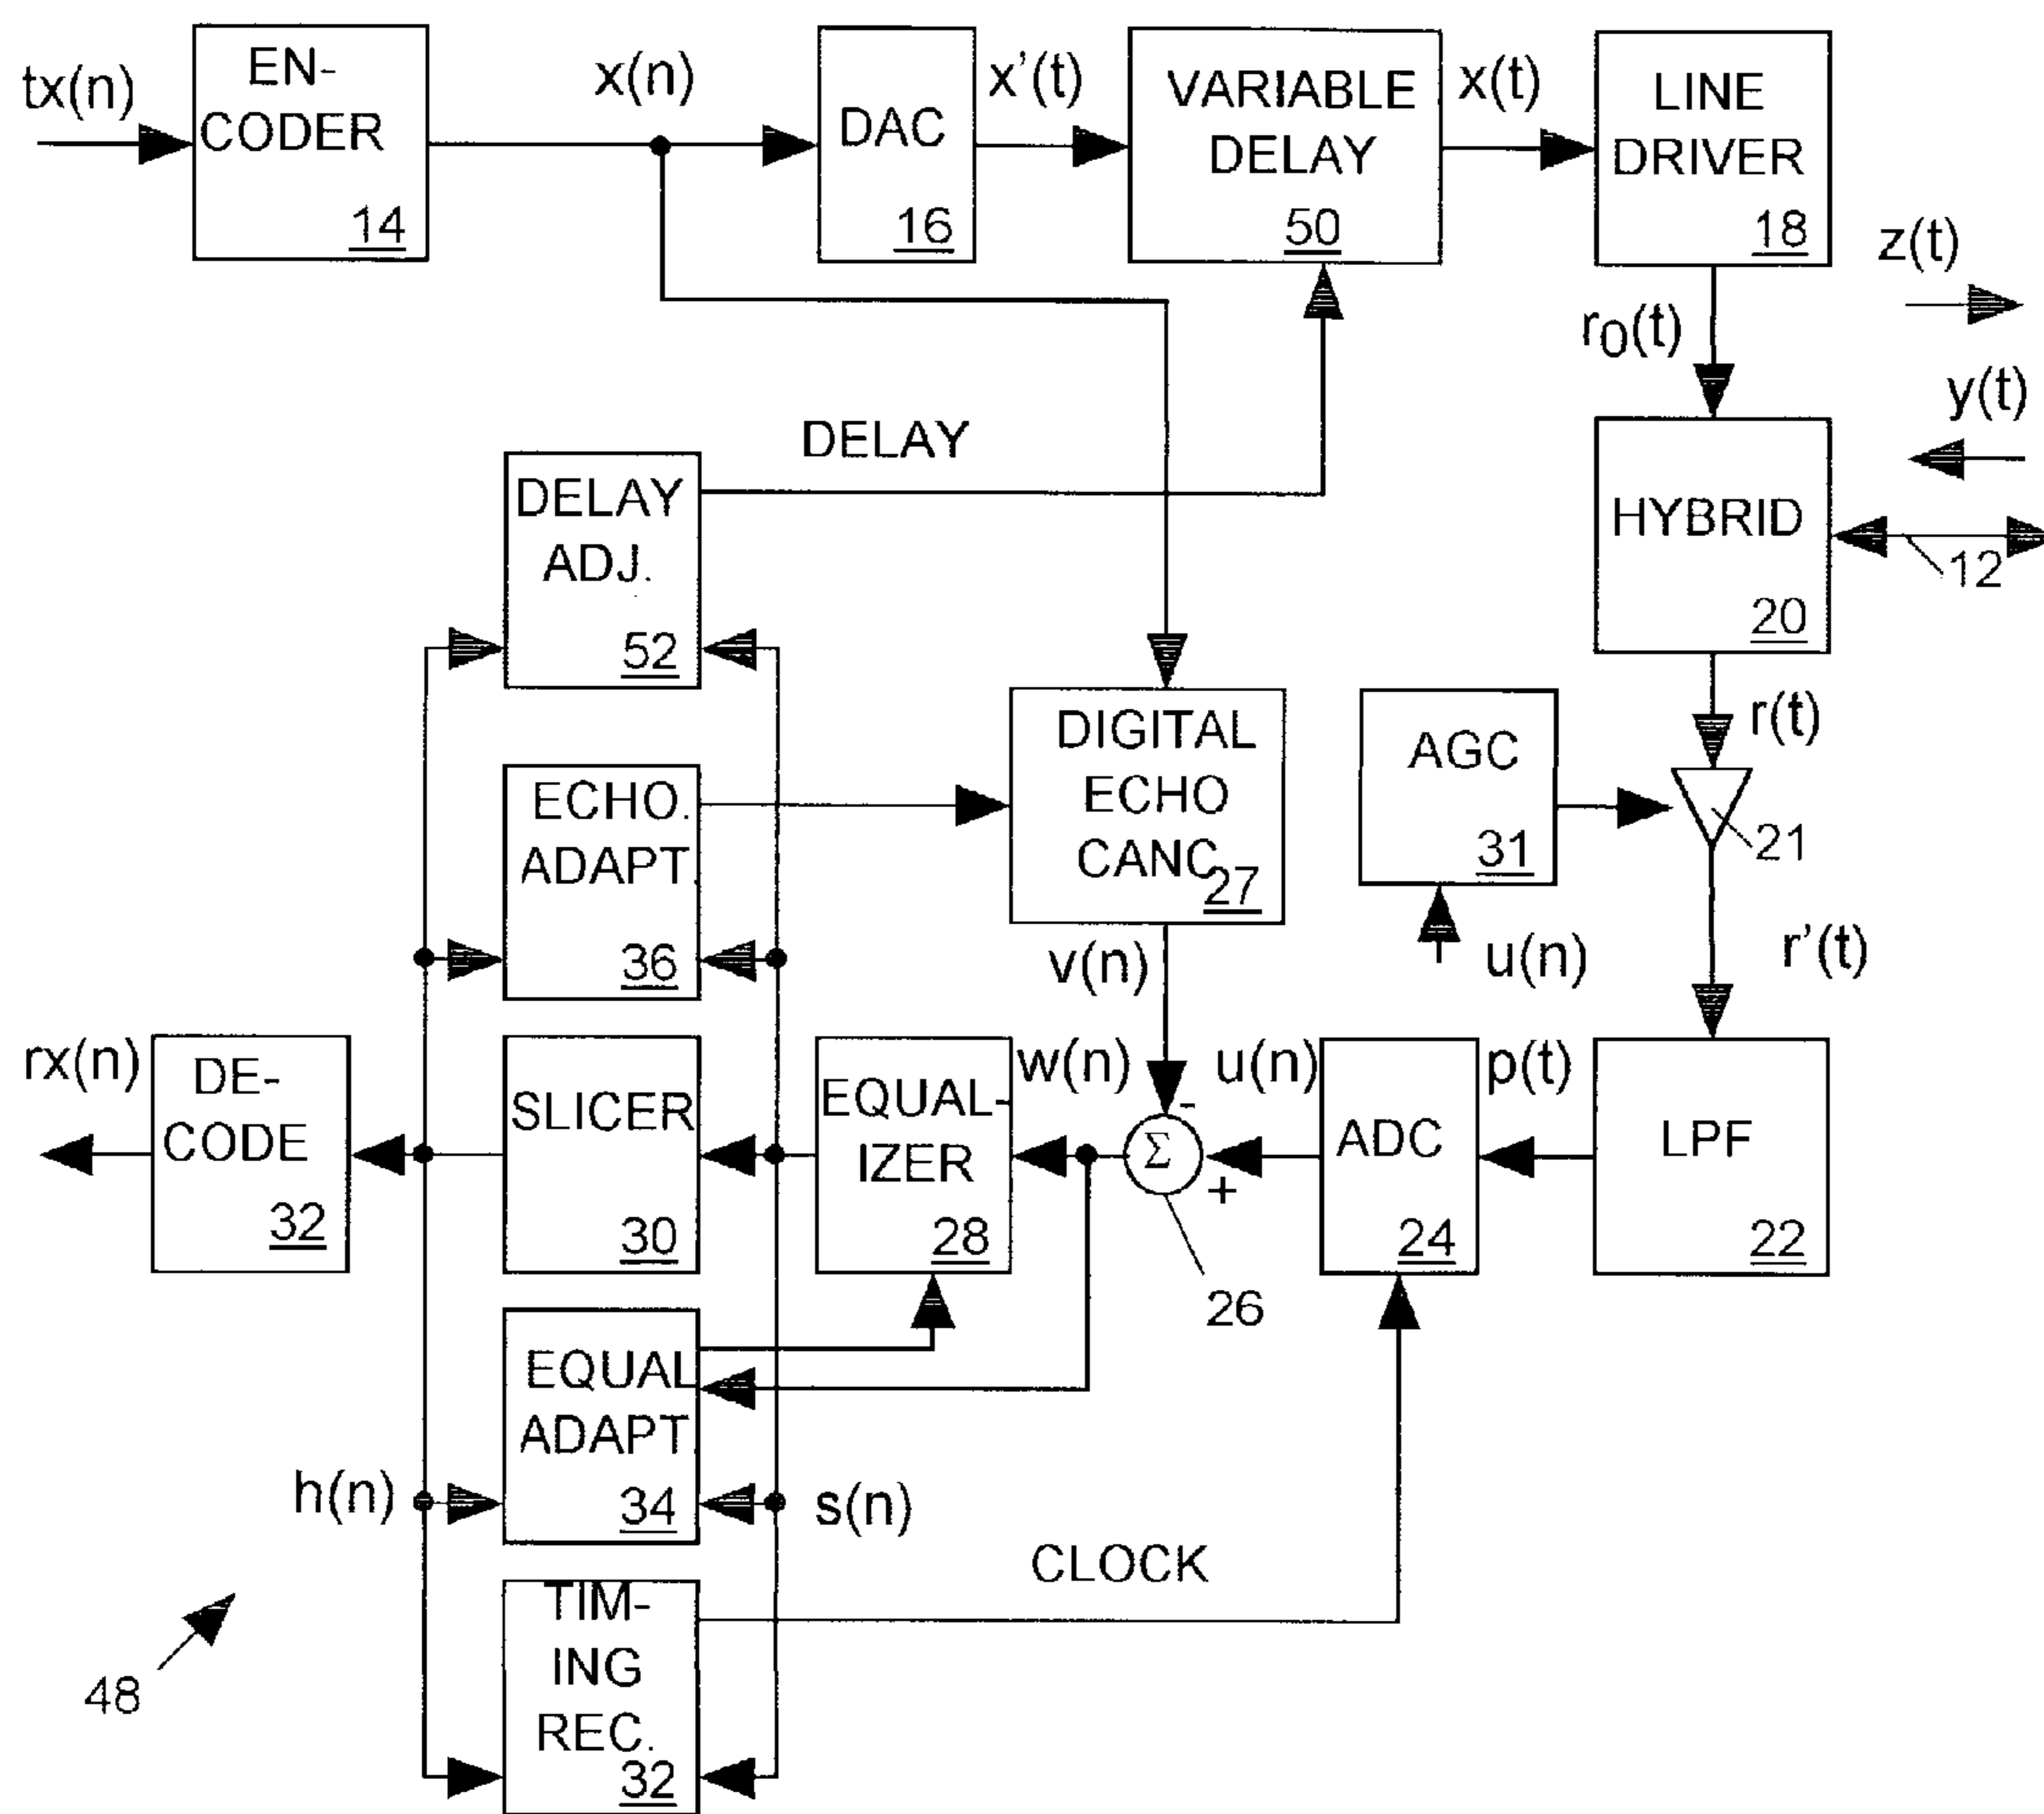 tx(n)
EN-
CODER
14
x(n)
DAC
16
x'(t)
VARIABLE
DELAY
50
x(t)
LINE
DRIVER
18
z(t)
r0(t)
y(t)
HYBRID
20
12
DELAY
DELAY
ADJ.
52
ECHO.
ADAPT.
36
DIGITAL
ECHO
CANC
27
AGC
31
u(n)
r(t)
21
r'(t)
v(n)
rx(n)
DE-
CODE
32
SLICER
30
EQUAL-
IZER
28
w(n)
-
Σ
+
26
u(n)
ADC
24
p(t)
LPF
22
EQUAL
ADAPT.
34
h(n)
s(n)
CLOCK
TIM-
ING
REC.
32
48